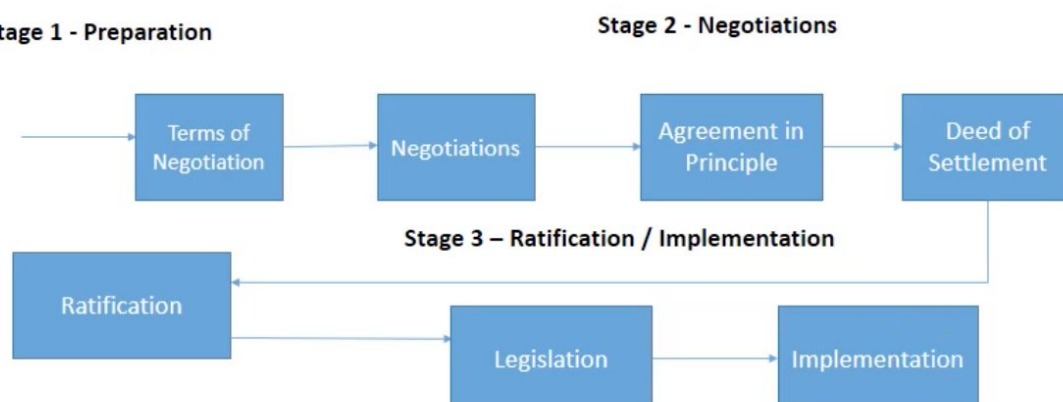 tage 1 - Preparation
Stage 2 - Negotiations
Terms of
Negotiation
Negotiations
Agreement in
Principle
Deed of
Settlement
Stage 3 – Ratification / Implementation
Ratification
Legislation
Implementation